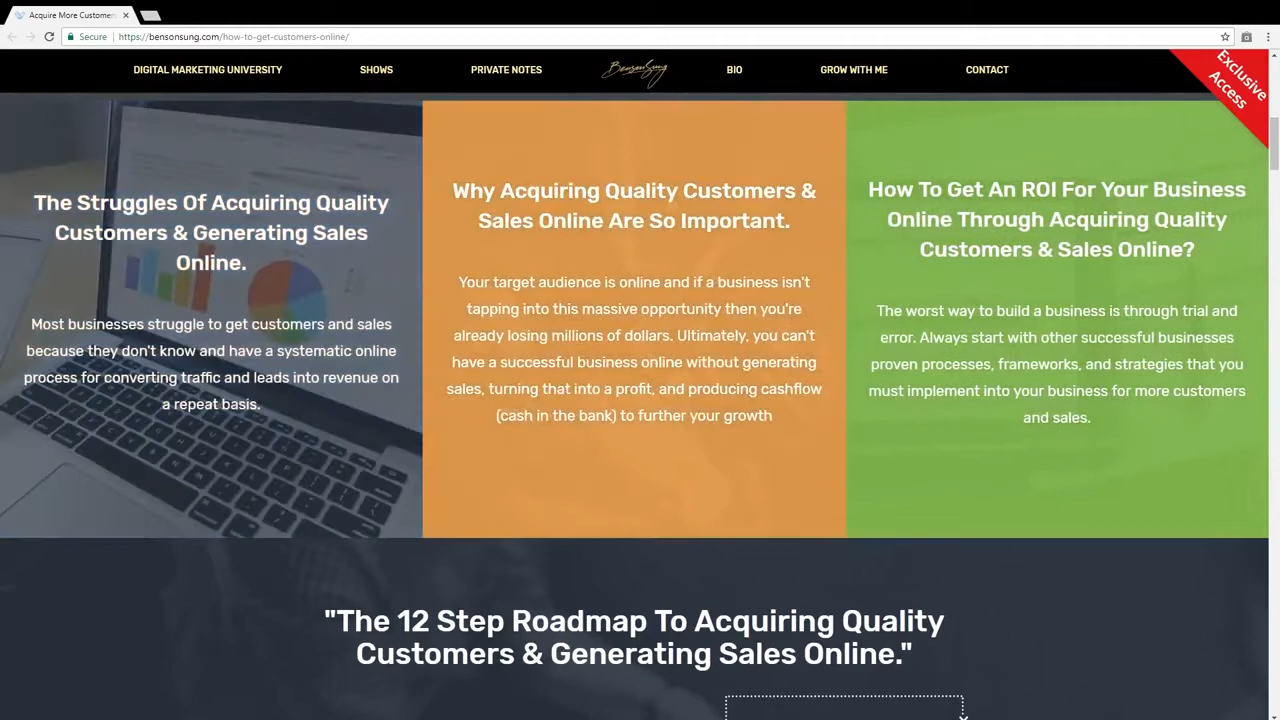 Acquire More Customer
Secure
https://bensonsung.com/how-to-get-customers-online/
DIGITAL MARKETING UNIVERSITY
SHOWS
PRIVATE NOTES
BensonSung
BIO
GROW WITH ME
CONTACT
Exclusive
Access
The Struggles Of Acquiring Quality
Customers & Generating Sales
Online.
Most businesses struggle to get customers and sales
because they don't know and have a systematic online
process for converting traffic and leads into revenue on
a repeat basis.
Why Acquiring Quality Customers &
Sales Online Are So Important.
Your target audience is online and if a business isn't
tapping into this massive opportunity then you're
already losing millions of dollars. Ultimately, you can't
have a successful business online without generating
sales, turning that into a profit, and producing cashflow
(cash in the bank) to further your growth
How To Get An ROI For Your Business
Online Through Acquiring Quality
Customers & Sales Online?
The worst way to build a business is through trial and
error. Always start with other successful businesses
proven processes, frameworks, and strategies that you
must implement into your business for more customers
and sales.
"The 12 Step Roadmap To Acquiring Quality
Customers & Generating Sales Online."